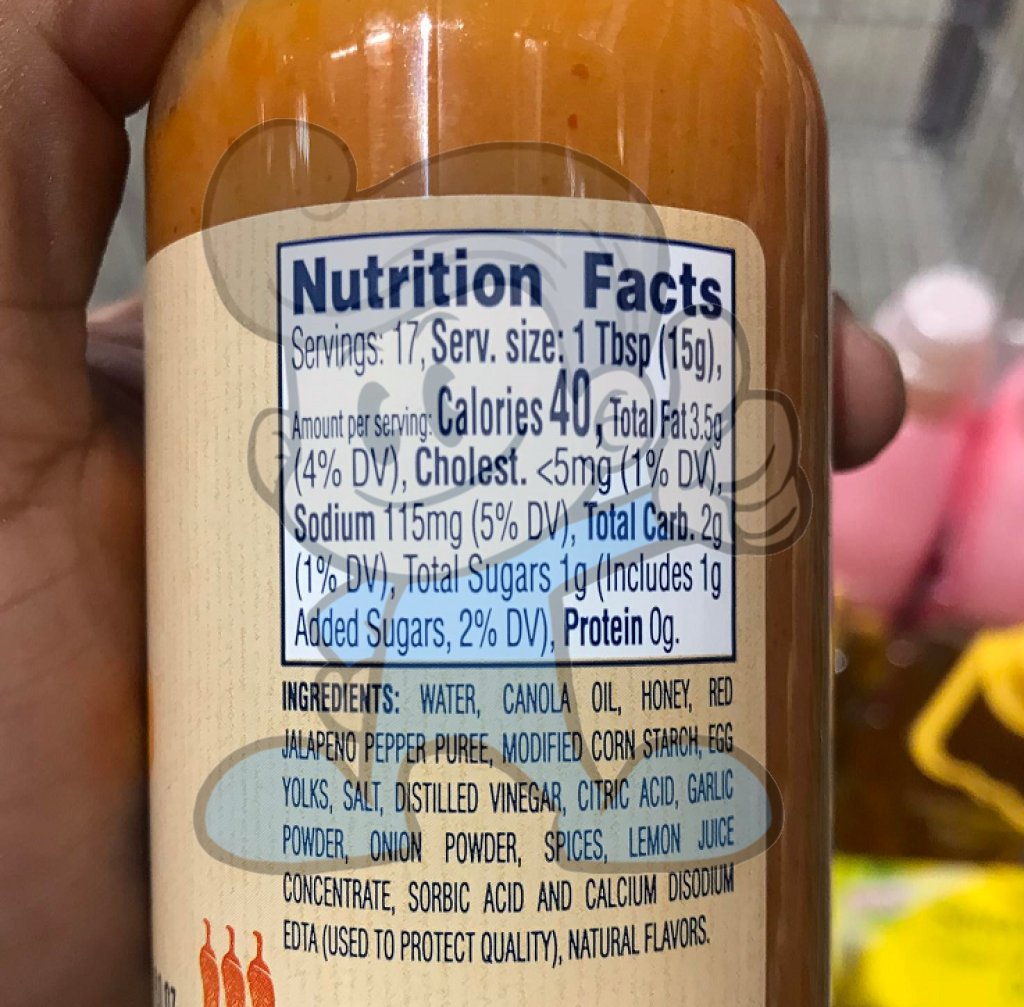 Nutrition Facts
Servings: 17, Serv. size: 1 Tbsp (15g),
Amount per serving: Calories 40, Total Fat 3.5g
(4% DV), Cholest. <5mg (1% DV),
Sodium 115mg (5% DV), Total Carb. 2g
(1% DV), Total Sugars 1g (Includes 1g
Added Sugars, 2% DV), Protein 0g.
INGREDIENTS: WATER, CANOLA OIL, HONEY, RED
JALAPENO PEPPER PUREE, MODIFIED CORN STARCH, EGG
YOLKS, SALT, DISTILLED VINEGAR, CITRIC ACID, GARLIC
POWDER, ONION POWDER, SPICES, LEMON JUICE
CONCENTRATE, SORBIC ACID AND CALCIUM DISODIUM
EDTA (USED TO PROTECT QUALITY), NATURAL FLAVORS.